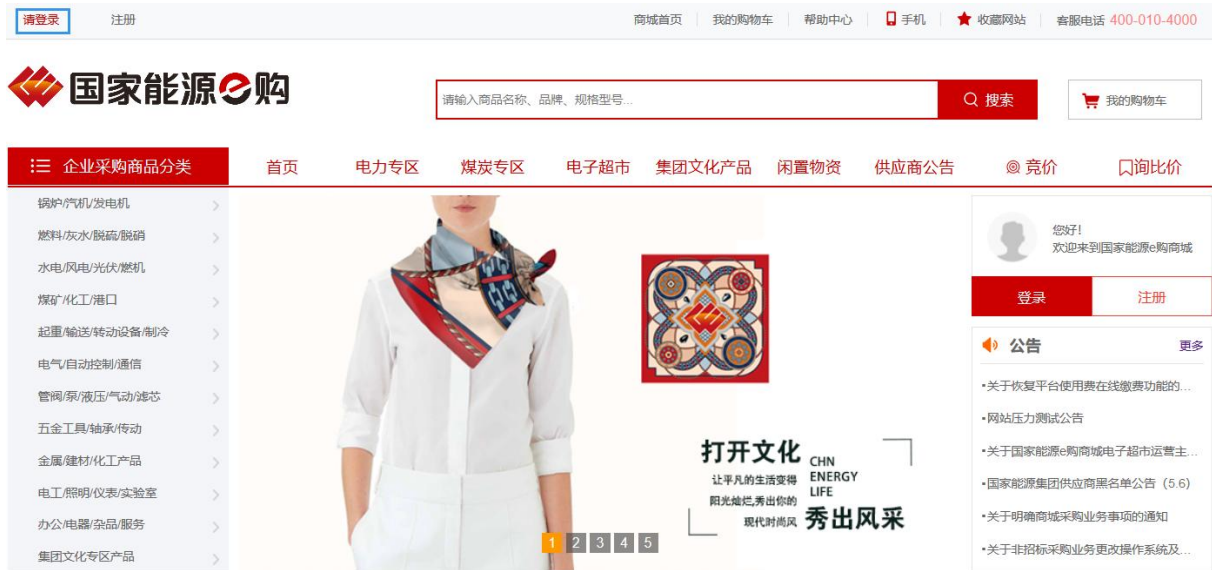 请登录 注册 商城首页 我的购物车 帮助中心 手机 收藏网站 客服电话 400-010-4000
国家能源e购
请输入商品名称、品牌、规格型号... 搜索 我的购物车
企业采购商品分类 首页 电力专区 煤炭专区 电子超市 集团文化产品 闲置物资 供应商公告 竞价 询比价
锅炉/汽机/发电机
燃料/灰水/脱硫/脱硝
水电/风电/光伏/燃机
煤矿/化工/港口
起重/输送/转动设备/制冷
电气/自动控制/通信
管阀/泵/液压/气动/滤芯
五金工具/轴承/传动
金属/建材/化工产品
电工/照明/仪表/实验室
办公/电器/杂品/服务
集团文化专区产品
打开文化 CHN
让平凡的生活变得 ENERGY
阳光灿烂,秀出你的 LIFE
现代时尚风 秀出风采
1 2 3 4 5
您好!
欢迎来到国家能源e购商城
登录 注册
公告 更多
▪关于恢复平台使用费在线缴费功能的...
▪网站压力测试公告
▪关于国家能源e购商城电子超市运营主...
▪国家能源集团供应商黑名单公告（5.6）
▪关于明确商城采购业务事项的通知
▪关于非招标采购业务更改操作系统及...